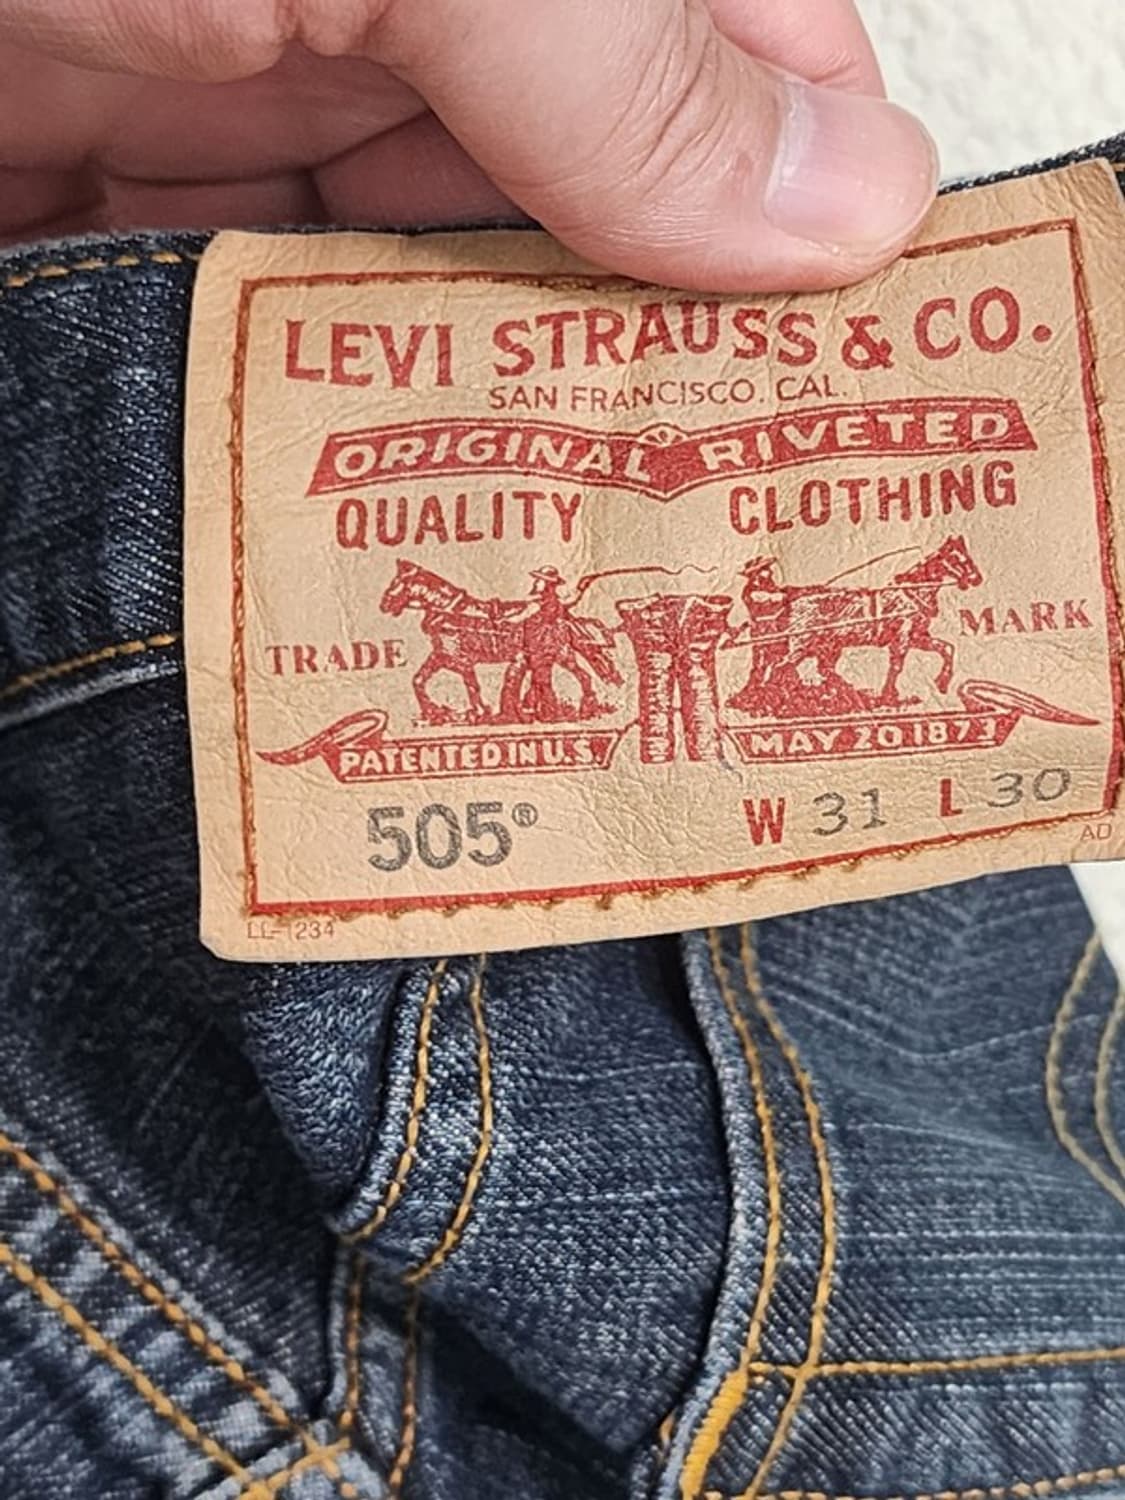 LEVI STRAUSS & CO.
SAN FRANCISCO. CAL.
ORIGINAL RIVETED
QUALITY CLOTHING
TRADE MARK
PATENTED IN U.S. MAY 20 1873
505® W 31 L 30
AD
LL-1234